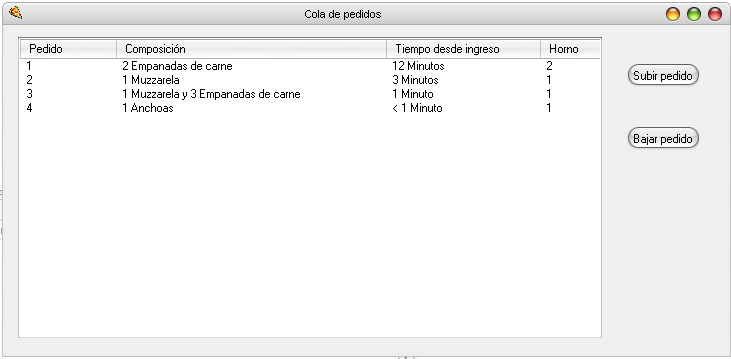 Cola de pedidos
Pedido Composición Tiempo desde ingreso Horno
1 2 Empanadas de carne 12 Minutos 2
2 1 Muzzarela 3 Minutos 1
3 1 Muzzarela y 3 Empanadas de carne 1 Minuto 1
4 1 Anchoas < 1 Minuto 1
Subir pedido
Bajar pedido